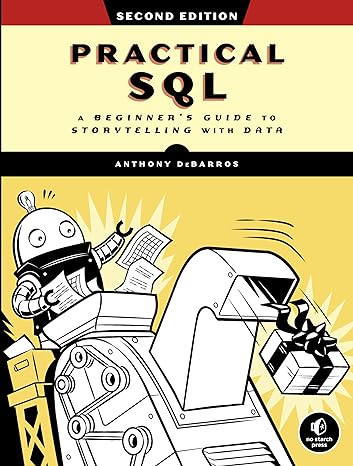 SECOND EDITION
PRACTICAL
SQL
A BEGINNER'S GUIDE TO
STORYTELLING WITH DATA
ANTHONY DeBARROS
no starch
press